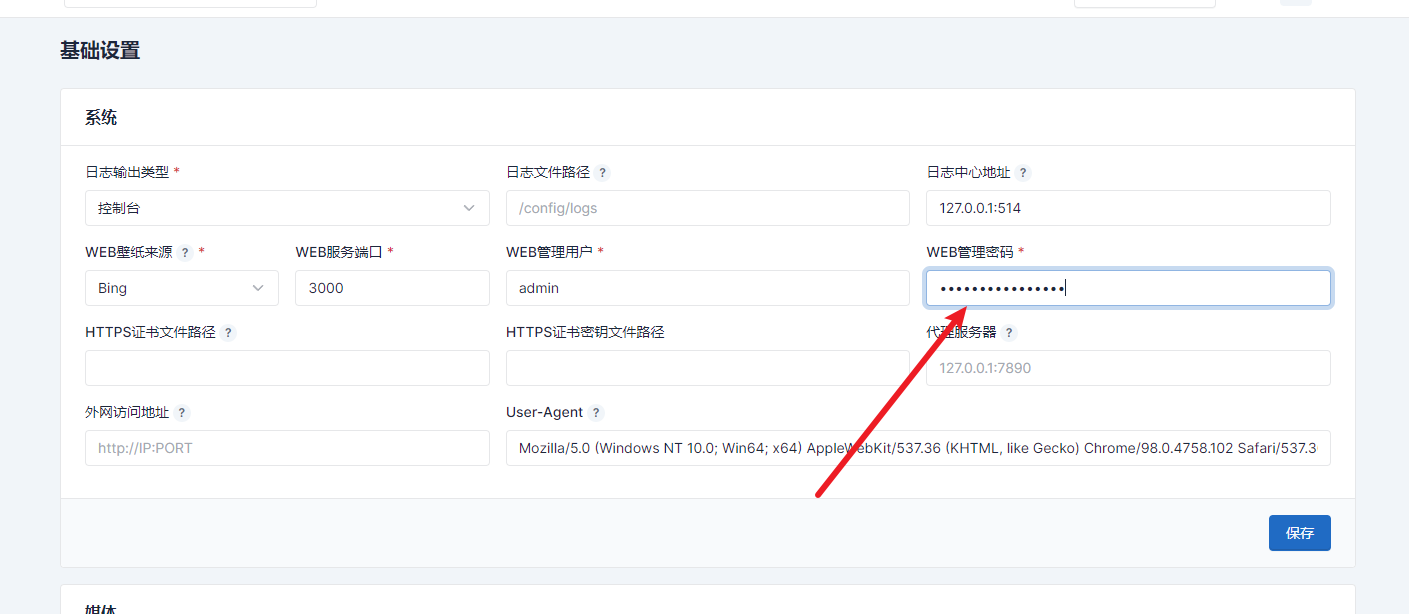 基础设置
系统
日志输出类型 *
日志文件路径 ?
日志中心地址 ?
控制台
/config/logs
127.0.0.1:514
WEB壁纸来源 ? *
WEB服务端口 *
WEB管理用户 *
WEB管理密码 *
Bing
3000
admin
••••••••••••••••
HTTPS证书文件路径 ?
HTTPS证书密钥文件路径
代理服务器 ?
127.0.0.1:7890
外网访问地址 ?
User-Agent ?
http://IP:PORT
Mozilla/5.0 (Windows NT 10.0; Win64; x64) AppleWebKit/537.36 (KHTML, like Gecko) Chrome/98.0.4758.102 Safari/537.3
保存
媒体